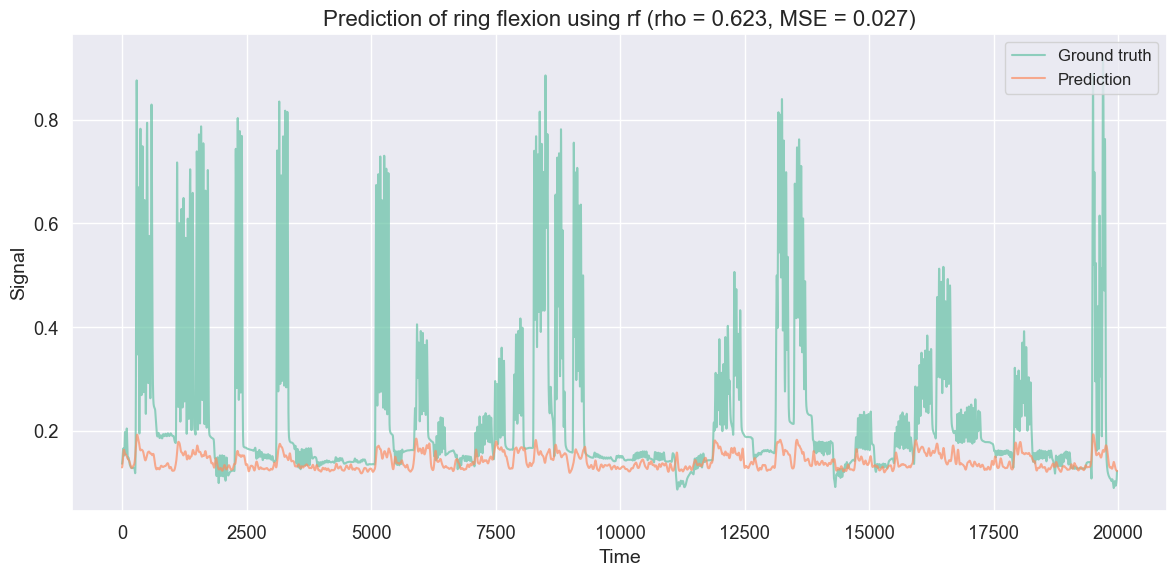 Prediction of ring flexion using rf (rho = 0.623, MSE = 0.027)
Ground truth
Prediction
Signal
0.8
0.6
0.4
0.2
0 2500 5000 7500 10000 12500 15000 17500 20000
Time